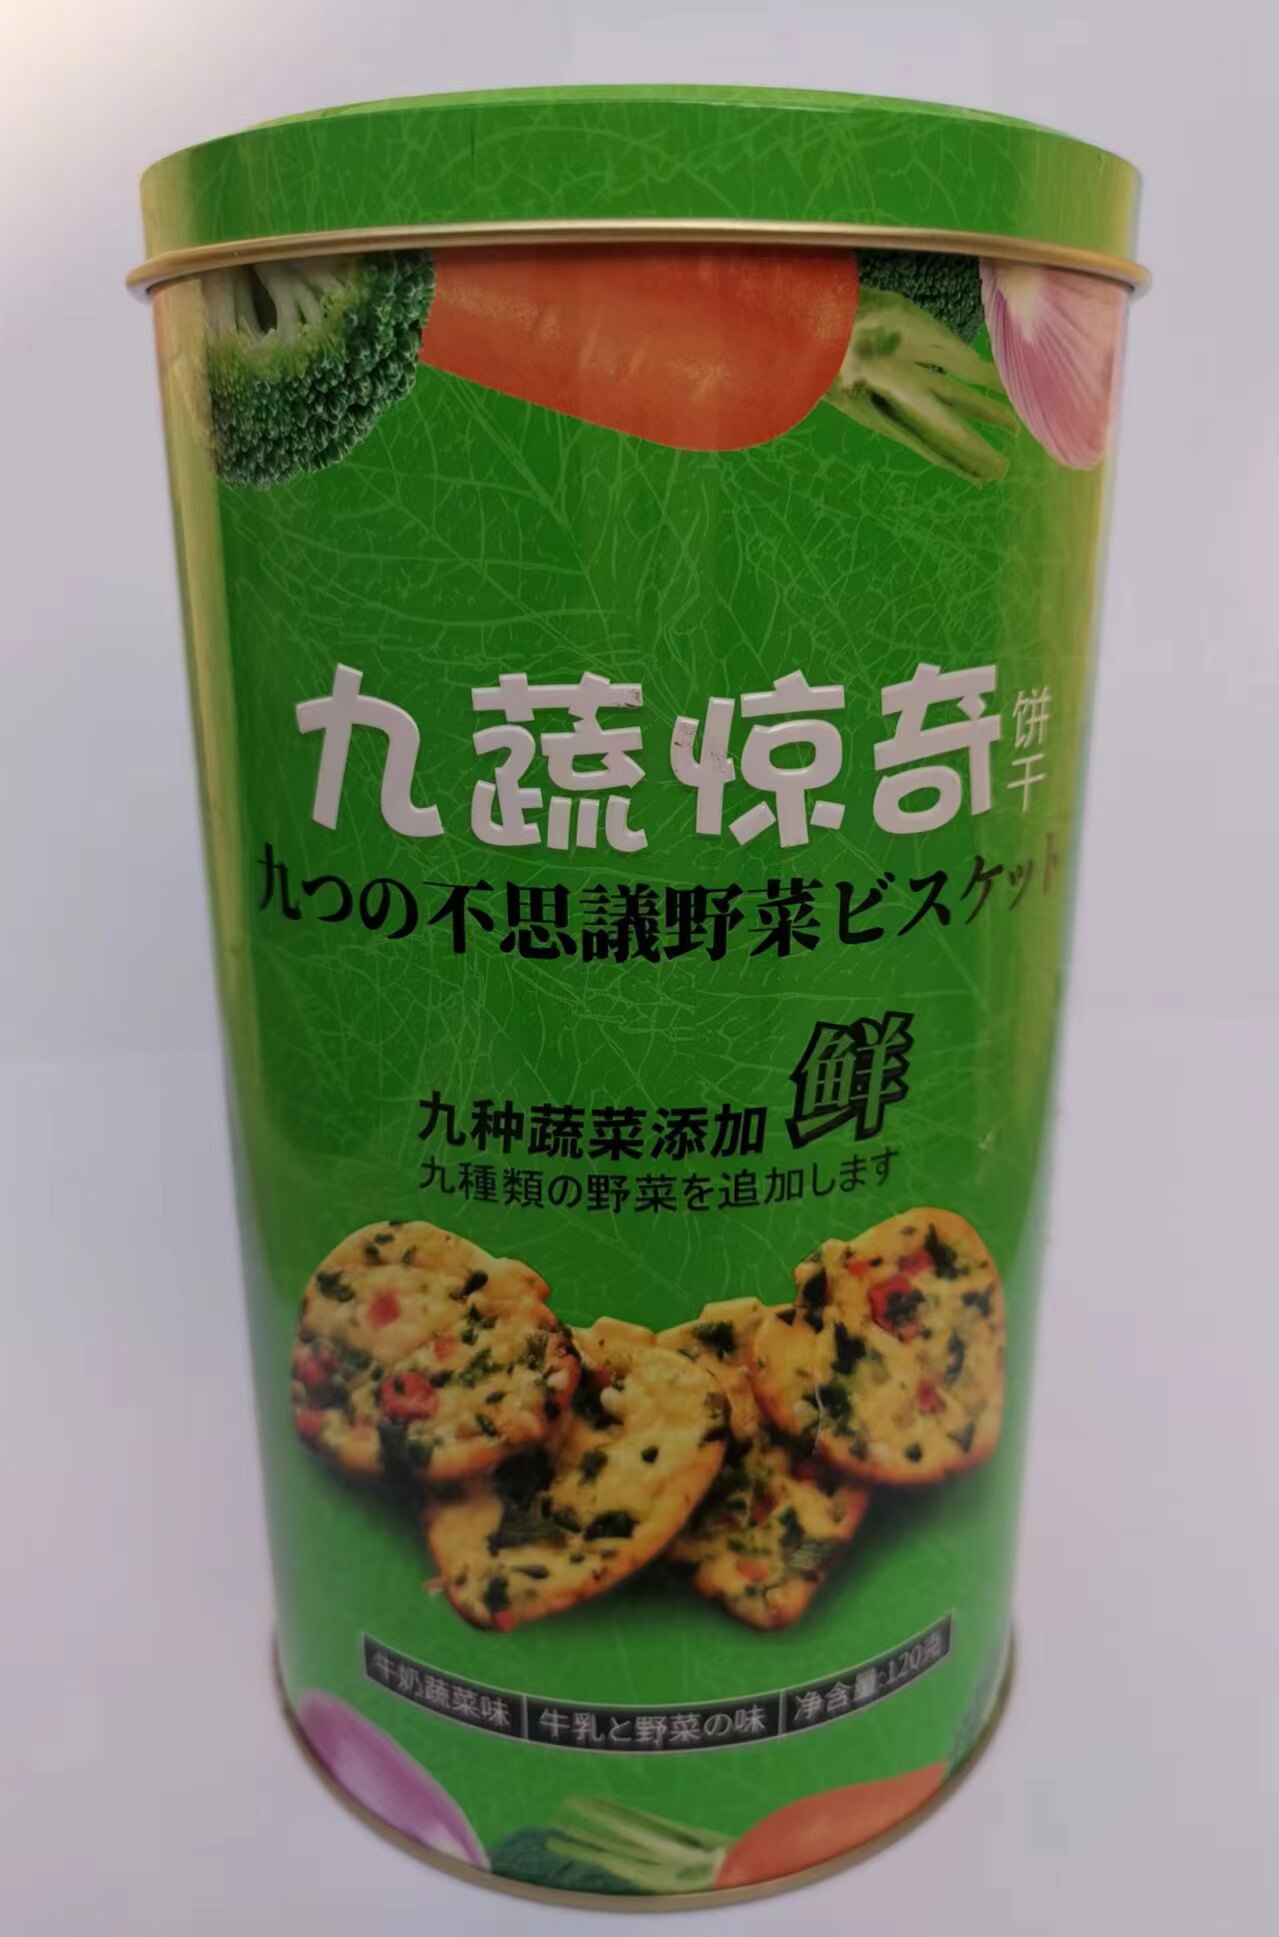 九蔬惊奇饼干
九つの不思議野菜ビスケット
九种蔬菜添加鲜
九種類の野菜を追加します
牛奶蔬菜味 牛乳と野菜の味 净含量:120克